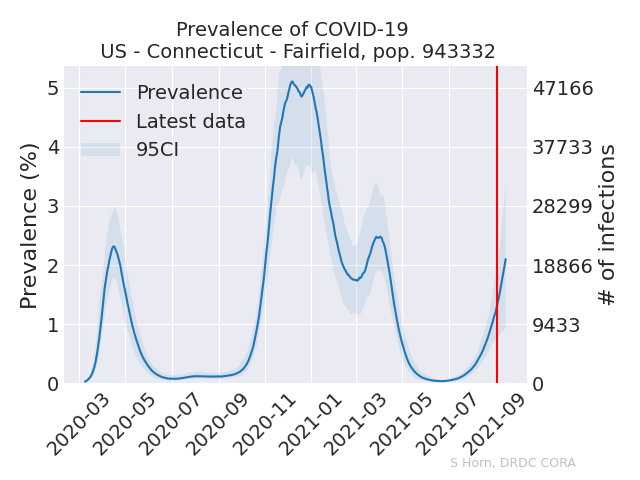 Prevalence of COVID-19
US - Connecticut - Fairfield, pop. 943332
Prevalence
Latest data
95CI
Prevalence (%)
5
4
3
2
1
0
47166
37733
28299
18866
9433
0
# of infections
2020-03
2020-05
2020-07
2020-09
2020-11
2021-01
2021-03
2021-05
2021-07
2021-09
S Horn, DRDC CORA